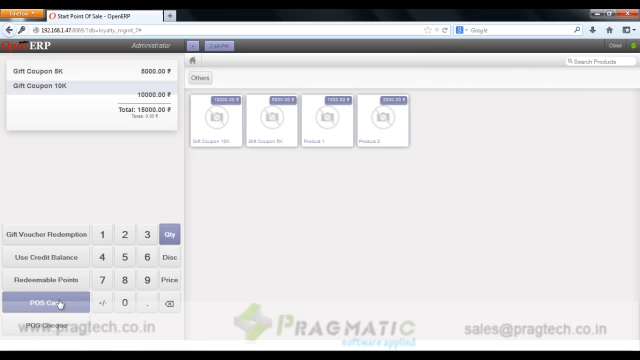 Firefox
Start Point Of Sale - OpenERP
192.168.1.47:8069/?db=loyalty_mgmt_7#
Google
OpenERP
Administrator
2:49 PM
Close
Search Products
Others
Gift Coupon 5K 5000.00 ₹
Gift Coupon 10K
10000.00 ₹
Total: 15000.00 ₹
Taxes: 0.00 ₹
10000.00 ₹
Gift Coupon 10K
5000.00 ₹
Gift Coupon 5K
1000.00 ₹
Product 1
2000.00 ₹
Product 2
Gift Voucher Redemption 1 2 3 Qty
Use Credit Balance 4 5 6 Disc
Redeemable Points 7 8 9 Price
POS Cash +/- 0 .
POS Cheque
www.pragtech.co.in
PRAGMATIC
software applied
sales@pragtech.co.in